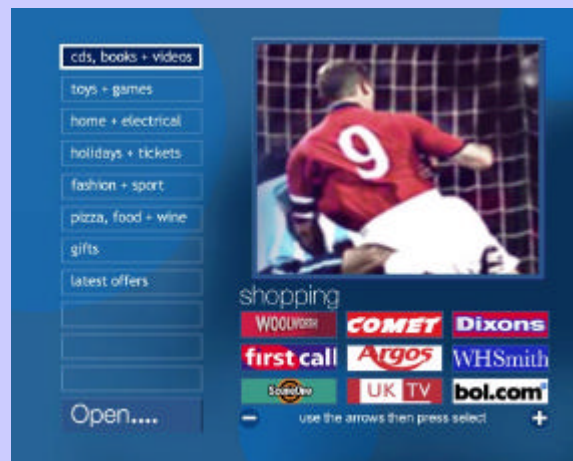 cds, books + videos
toys + games
home + electrical
holidays + tickets
fashion + sport
pizza, food + wine
gifts
latest offers
Open....
9
shopping
WOOLWORTHS COMET Dixons
first call Argos WHSmith
UK TV bol.com
use the arrows then press select